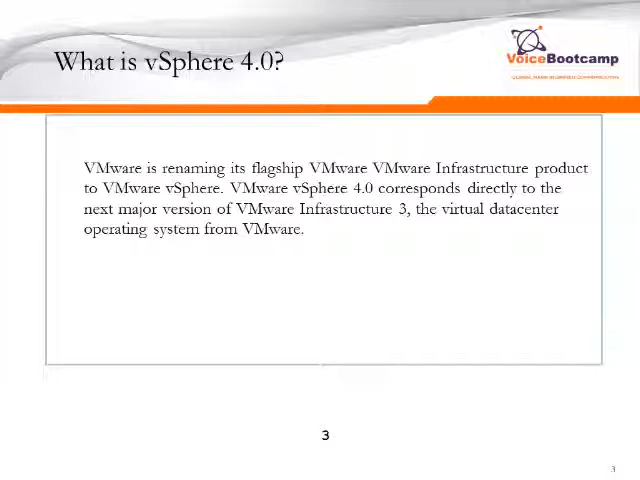 What is vSphere 4.0?
VoiceBootcamp
VMware is renaming its flagship VMware VMware Infrastructure product
to VMware vSphere. VMware vSphere 4.0 corresponds directly to the
next major version of VMware Infrastructure 3, the virtual datacenter
operating system from VMware.
3
3